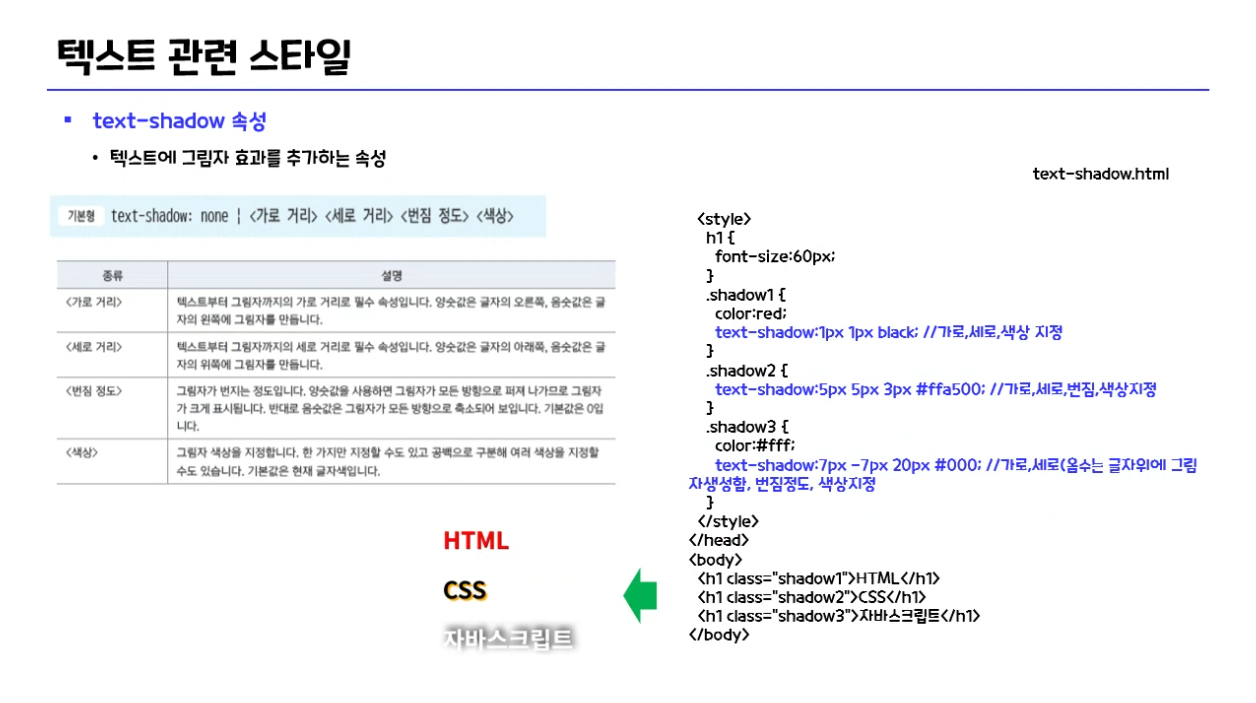 텍스트 관련 스타일
▪ text-shadow 속성
• 텍스트에 그림자 효과를 추가하는 속성
기본형 text-shadow: none | <가로 거리> <세로 거리> <번짐 정도> <색상>
종류 설명
<가로 거리> 텍스트부터 그림자까지의 가로 거리로 필수 속성입니다. 양숫값은 글자의 오른쪽, 음숫값은 글
자의 왼쪽에 그림자를 만듭니다.
<세로 거리> 텍스트부터 그림자까지의 세로 거리로 필수 속성입니다. 양숫값은 글자의 아래쪽, 음숫값은 글
자의 위쪽에 그림자를 만듭니다.
<번짐 정도> 그림자가 번지는 정도입니다. 양숫값을 사용하면 그림자가 모든 방향으로 퍼져 나가므로 그림자
가 크게 표시됩니다. 반대로 음숫값은 그림자가 모든 방향으로 축소되어 보입니다. 기본값은 0입
니다.
<색상> 그림자 색상을 지정합니다. 한 가지만 지정할 수도 있고 공백으로 구분해 여러 색상을 지정할
수도 있습니다. 기본값은 현재 글자색입니다.
HTML
CSS
자바스크립트
text-shadow.html
<style>
h1 {
font-size:60px;
}
.shadow1 {
color:red;
text-shadow:1px 1px black; //가로,세로,색상 지정
}
.shadow2 {
text-shadow:5px 5px 3px #ffa500; //가로,세로,번짐,색상지정
}
.shadow3 {
color:#fff;
text-shadow:7px -7px 20px #000; //가로,세로(음수는 글자위에 그림
자생성함, 번짐정도, 색상지정
}
</style>
</head>
<body>
<h1 class="shadow1">HTML</h1>
<h1 class="shadow2">CSS</h1>
<h1 class="shadow3">자바스크립트</h1>
</body>